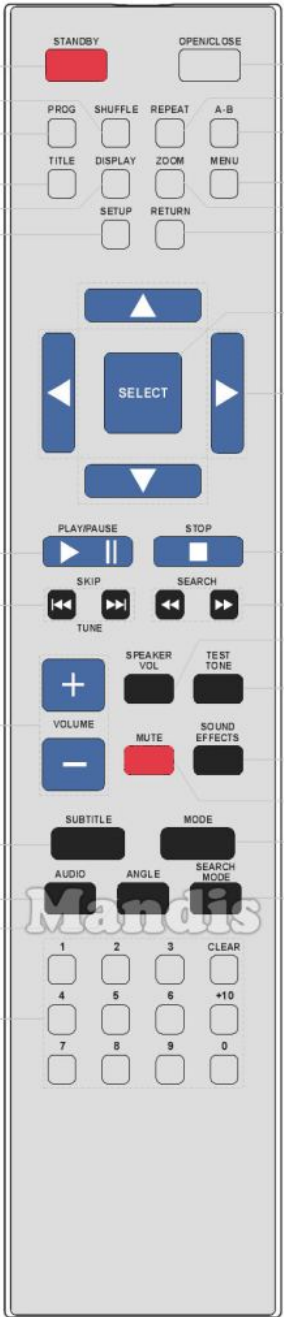 STANDBY OPEN/CLOSE
PROG SHUFFLE REPEAT A-B
TITLE DISPLAY ZOOM MENU
SETUP RETURN
SELECT
PLAY/PAUSE STOP
SKIP SEARCH
TUNE
SPEAKER VOL TEST TONE
+
VOLUME
SOUND EFFECTS
MUTE
−
SUBTITLE MODE
AUDIO ANGLE SEARCH MODE
Mandis
1 2 3 CLEAR
4 5 6 +10
7 8 9 0